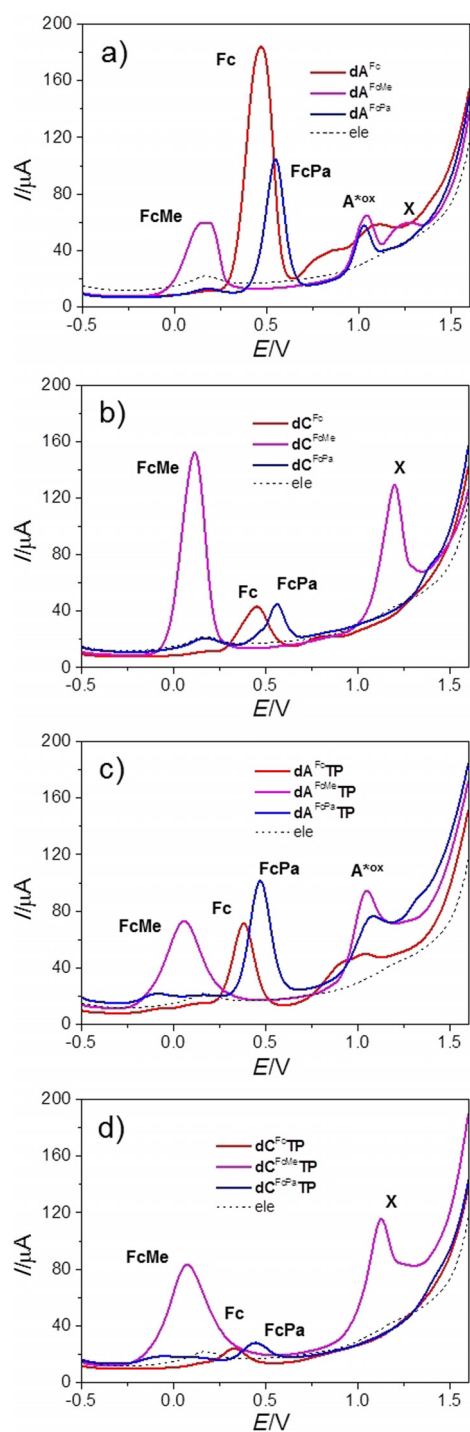 a)
200
160
120
80
40
0
I/μA
Fc
FcMe
FcPa
A*ox
X
dA^Fc
dA^FcMe
dA^FcPa
ele
-0.5 0.0 0.5 1.0 1.5
E/V
b)
200
160
120
80
40
0
I/μA
FcMe
Fc
FcPa
X
dC^Fc
dC^FcMe
dC^FcPa
ele
-0.5 0.0 0.5 1.0 1.5
E/V
c)
200
160
120
80
40
0
I/μA
FcMe
Fc
FcPa
A*ox
dA^FcTP
dA^FcMeTP
dA^FcPaTP
ele
-0.5 0.0 0.5 1.0 1.5
E/V
d)
200
160
120
80
40
0
I/μA
FcMe
Fc
FcPa
X
dC^FcTP
dC^FcMeTP
dC^FcPaTP
ele
-0.5 0.0 0.5 1.0 1.5
E/V